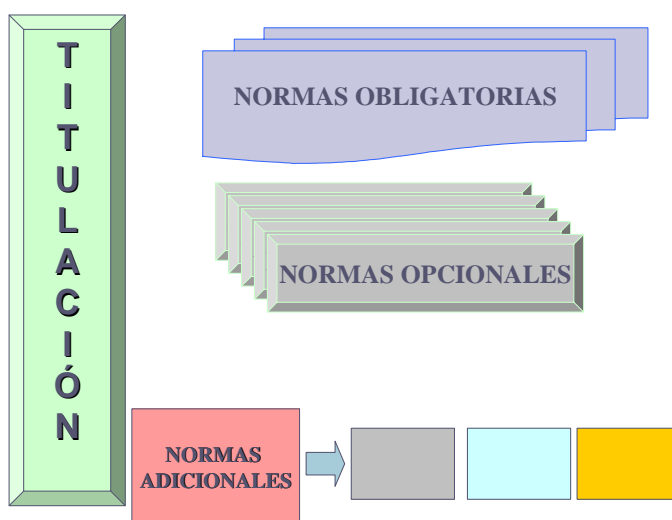 TITULACIÓN
NORMAS OBLIGATORIAS
NORMAS OPCIONALES
NORMAS
ADICIONALES